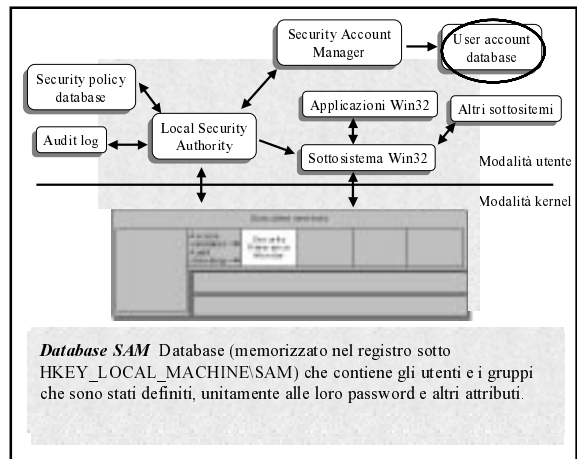 Security Account
Manager
User account
database
Security policy
database
Applicazioni Win32
Altri sottositemi
Audit log
Local Security
Authority
Sottosistema Win32
Modalità utente
Modalità kernel
Database SAM Database (memorizzato nel registro sotto
HKEY_LOCAL_MACHINE\SAM) che contiene gli utenti e i gruppi
che sono stati definiti, unitamente alle loro password e altri attributi.